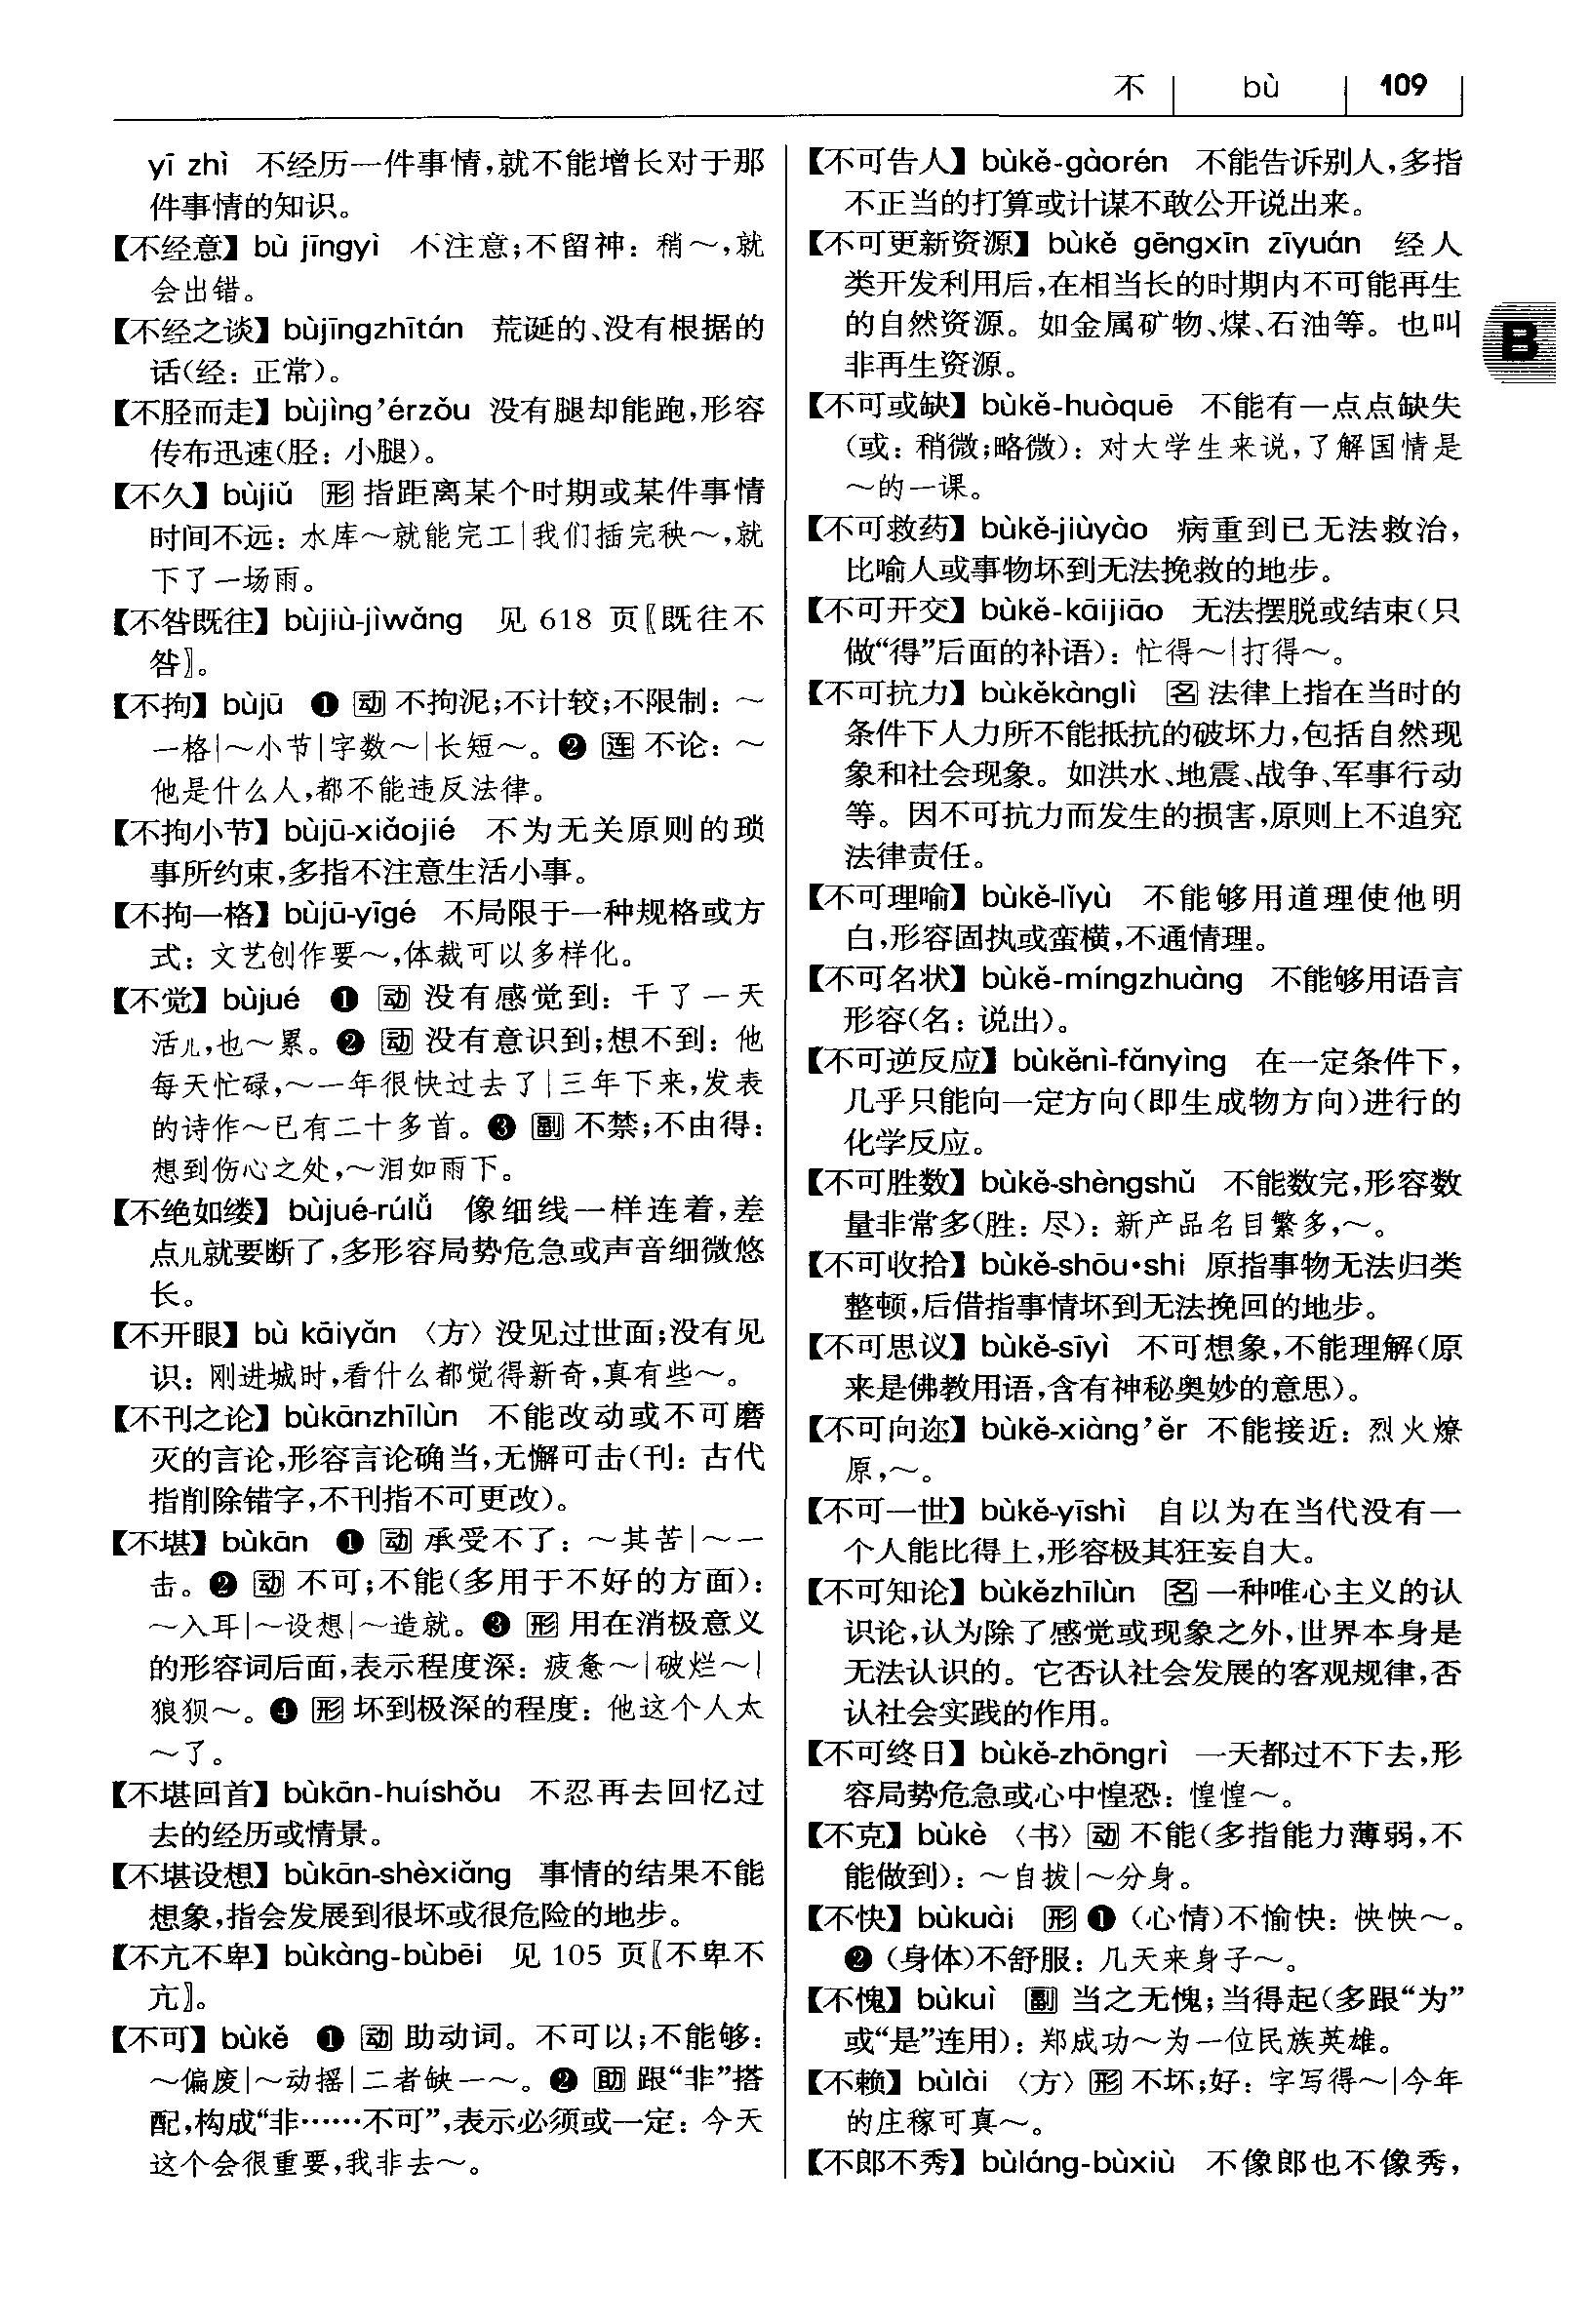 不 bù 109
yī zhì 不经历一件事情,就不能增长对于那
件事情的知识。
【不经意】bù jīngyì 不注意;不留神:稍～,就
会出错。
【不经之谈】bùjīngzhītán 荒诞的、没有根据的
话(经:正常)。
【不胫而走】bùjìng’érzǒu 没有腿却能跑,形容
传布迅速(胫:小腿)。
【不久】bùjiǔ 形 指距离某个时期或某件事情
时间不远:水库～就能完工|我们插完秧～,就
下了一场雨。
【不咎既往】bùjiù-jìwǎng 见 618 页〖既往不
咎〗。
【不拘】bùjū ❶ 动 不拘泥;不计较;不限制:～
一格|～小节|字数～|长短～。❷ 连 不论:～
他是什么人,都不能违反法律。
【不拘小节】bùjū-xiǎojié 不为无关原则的琐
事所约束,多指不注意生活小事。
【不拘一格】bùjū-yīgé 不局限于一种规格或方
式:文艺创作要～,体裁可以多样化。
【不觉】bùjué ❶ 动 没有感觉到:干了一天
活儿,也～累。❷ 动 没有意识到;想不到:他
每天忙碌,～一年很快过去了|三年下来,发表
的诗作～已有二十多首。❸ 副 不禁;不由得:
想到伤心之处,～泪如雨下。
【不绝如缕】bùjué-rúlǚ 像细线一样连着,差
点儿就要断了,多形容局势危急或声音细微悠
长。
【不开眼】bù kāiyǎn 〈方〉没见过世面;没有见
识:刚进城时,看什么都觉得新奇,真有些～。
【不刊之论】bùkānzhīlùn 不能改动或不可磨
灭的言论,形容言论确当,无懈可击(刊:古代
指削除错字,不刊指不可更改)。
【不堪】bùkān ❶ 动 承受不了:～其苦|～一
击。❷ 动 不可;不能(多用于不好的方面):
～入耳|～设想|～造就。❸ 形 用在消极意义
的形容词后面,表示程度深:疲惫～|破烂～|
狼狈～。❹ 形 坏到极深的程度:他这个人太
～了。
【不堪回首】bùkān-huíshǒu 不忍再去回忆过
去的经历或情景。
【不堪设想】bùkān-shèxiǎng 事情的结果不能
想象,指会发展到很坏或很危险的地步。
【不亢不卑】bùkàng-bùbēi 见 105 页〖不卑不
亢〗。
【不可】bùkě ❶ 动 助动词。不可以;不能够:
～偏废|～动摇|二者缺一～。❷ 助 跟“非”搭
配,构成“非……不可”,表示必须或一定:今天
这个会很重要,我非去～。
【不可告人】bùkě-gàorén 不能告诉别人,多指
不正当的打算或计谋不敢公开说出来。
【不可更新资源】bùkě gēngxīn zīyuán 经人
类开发利用后,在相当长的时期内不可能再生
的自然资源。如金属矿物、煤、石油等。也叫
非再生资源。
B
【不可或缺】bùkě-huòquē 不能有一点点缺失
(或:稍微;略微):对大学生来说,了解国情是
～的一课。
【不可救药】bùkě-jiùyào 病重到已无法救治,
比喻人或事物坏到无法挽救的地步。
【不可开交】bùkě-kāijiāo 无法摆脱或结束(只
做“得”后面的补语):忙得～|打得～。
【不可抗力】bùkěkànglì 名 法律上指在当时的
条件下人力所不能抵抗的破坏力,包括自然现
象和社会现象。如洪水、地震、战争、军事行动
等。因不可抗力而发生的损害,原则上不追究
法律责任。
【不可理喻】bùkě-lǐyù 不能够用道理使他明
白,形容固执或蛮横,不通情理。
【不可名状】bùkě-míngzhuàng 不能够用语言
形容(名:说出)。
【不可逆反应】bùkěnì-fǎnyìng 在一定条件下,
几乎只能向一定方向(即生成物方向)进行的
化学反应。
【不可胜数】bùkě-shèngshǔ 不能数完,形容数
量非常多(胜:尽):新产品名目繁多,～。
【不可收拾】bùkě-shōu•shi 原指事物无法归类
整顿,后借指事情坏到无法挽回的地步。
【不可思议】bùkě-sīyì 不可想象,不能理解(原
来是佛教用语,含有神秘奥妙的意思)。
【不可向迩】bùkě-xiàng’ěr 不能接近:烈火燎
原,～。
【不可一世】bùkě-yīshì 自以为在当代没有一
个人能比得上,形容极其狂妄自大。
【不可知论】bùkězhīlùn 名 一种唯心主义的认
识论,认为除了感觉或现象之外,世界本身是
无法认识的。它否认社会发展的客观规律,否
认社会实践的作用。
【不可终日】bùkě-zhōngrì 一天都过不下去,形
容局势危急或心中惶恐:惶惶～。
【不克】bùkè 〈书〉动 不能(多指能力薄弱,不
能做到):～自拔|～分身。
【不快】bùkuài 形 ❶ (心情)不愉快:怏怏～。
❷ (身体)不舒服:几天来身子～。
【不愧】bùkuì 副 当之无愧;当得起(多跟“为”
或“是”连用):郑成功～为一位民族英雄。
【不赖】bùlài 〈方〉形 不坏;好:字写得～|今年
的庄稼可真～。
【不郎不秀】bùláng-bùxiù 不像郎也不像秀,